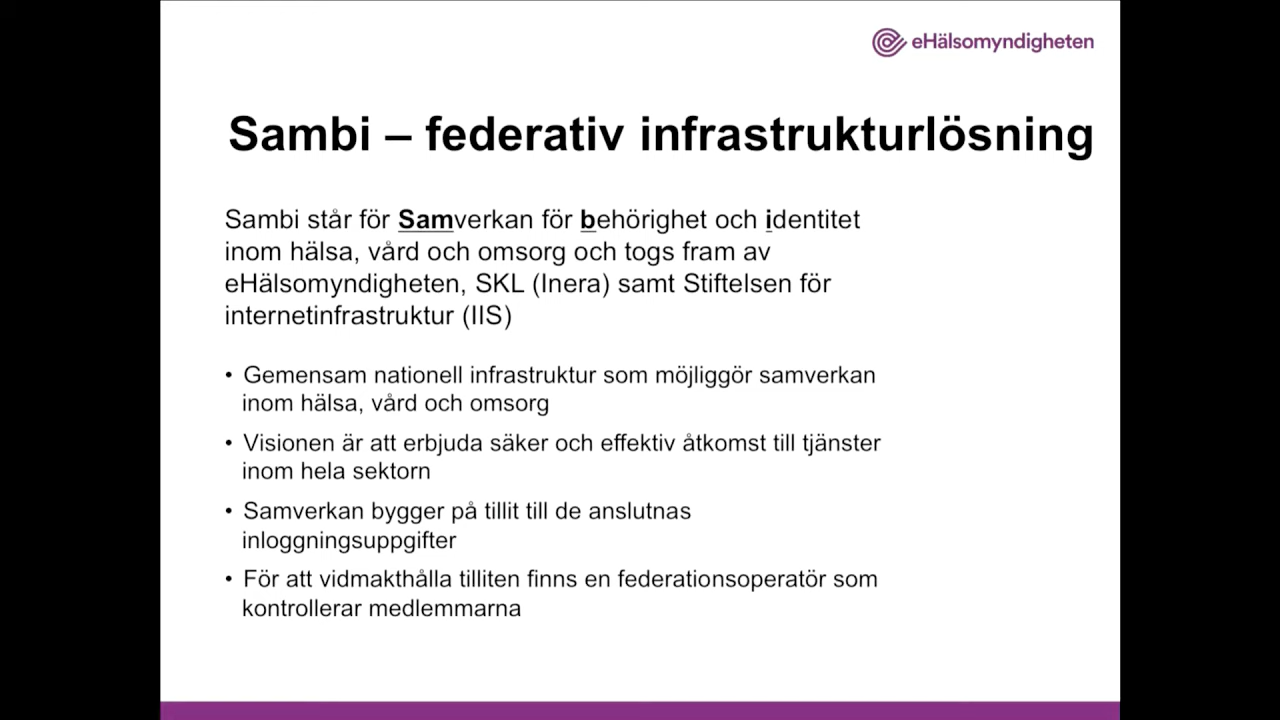 eHälsomyndigheten
Sambi – federativ infrastrukturlösning
Sambi står för Samverkan för behörighet och identitet
inom hälsa, vård och omsorg och togs fram av
eHälsomyndigheten, SKL (Inera) samt Stiftelsen för
internetinfrastruktur (IIS)
• Gemensam nationell infrastruktur som möjliggör samverkan
inom hälsa, vård och omsorg
• Visionen är att erbjuda säker och effektiv åtkomst till tjänster
inom hela sektorn
• Samverkan bygger på tillit till de anslutnas
inloggningsuppgifter
• För att vidmakthålla tilliten finns en federationsoperatör som
kontrollerar medlemmarna